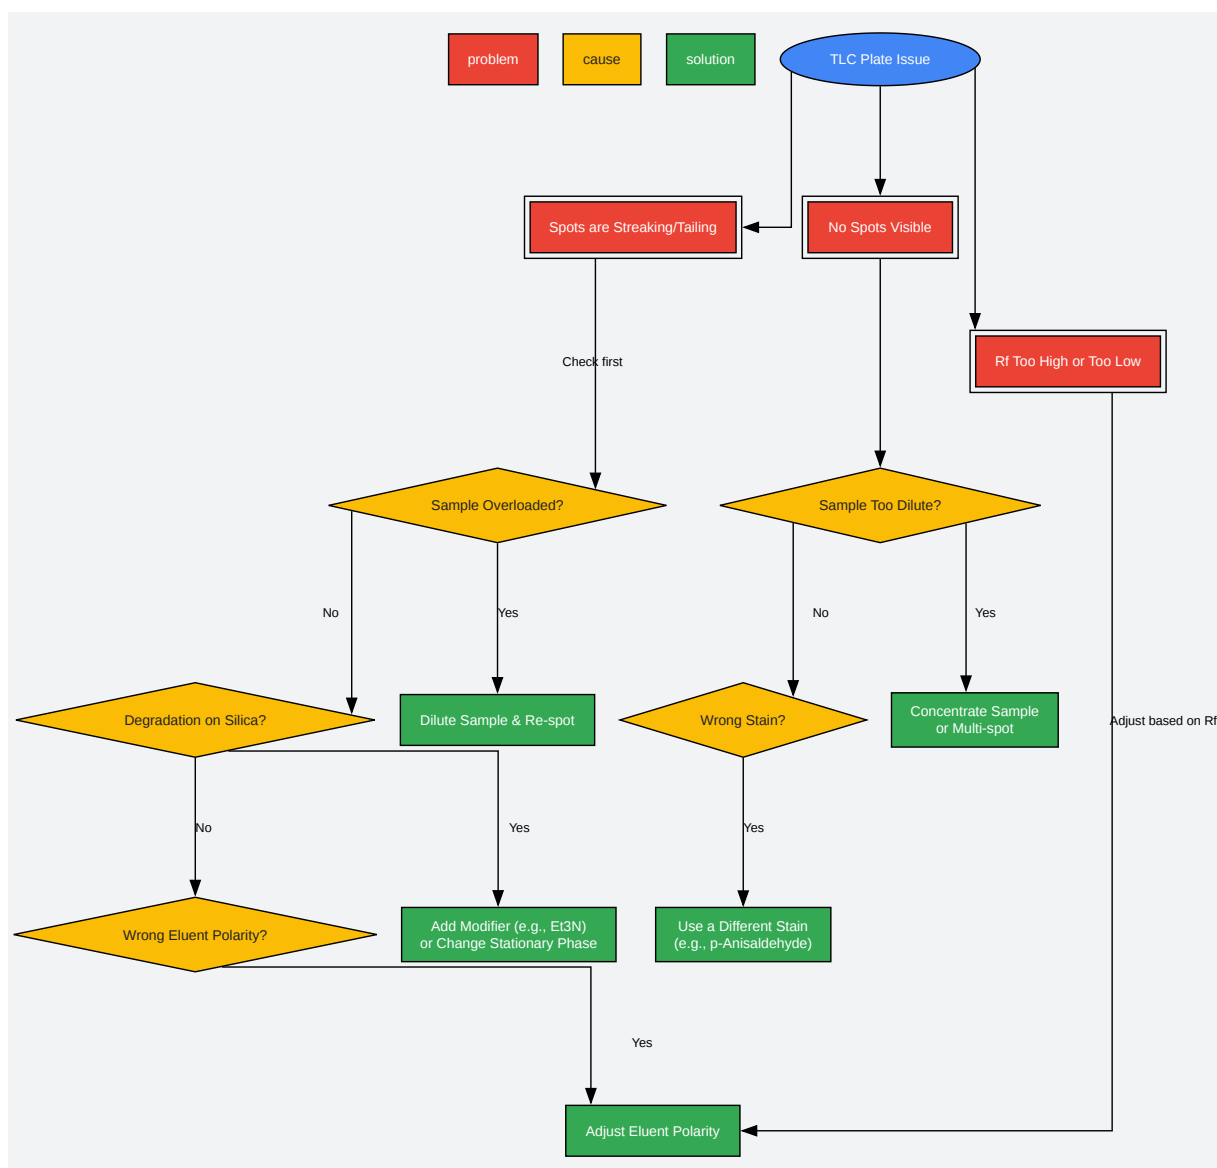 problem
cause
solution
TLC Plate Issue
Spots are Streaking/Tailing
No Spots Visible
Rf Too High or Too Low
Check first
Sample Overloaded?
Sample Too Dilute?
No
Yes
No
Yes
Degradation on Silica?
Dilute Sample & Re-spot
Wrong Stain?
Concentrate Sample
or Multi-spot
Adjust based on Rf
No
Yes
Yes
Wrong Eluent Polarity?
Add Modifier (e.g., Et3N)
or Change Stationary Phase
Use a Different Stain
(e.g., p-Anisaldehyde)
Yes
Adjust Eluent Polarity